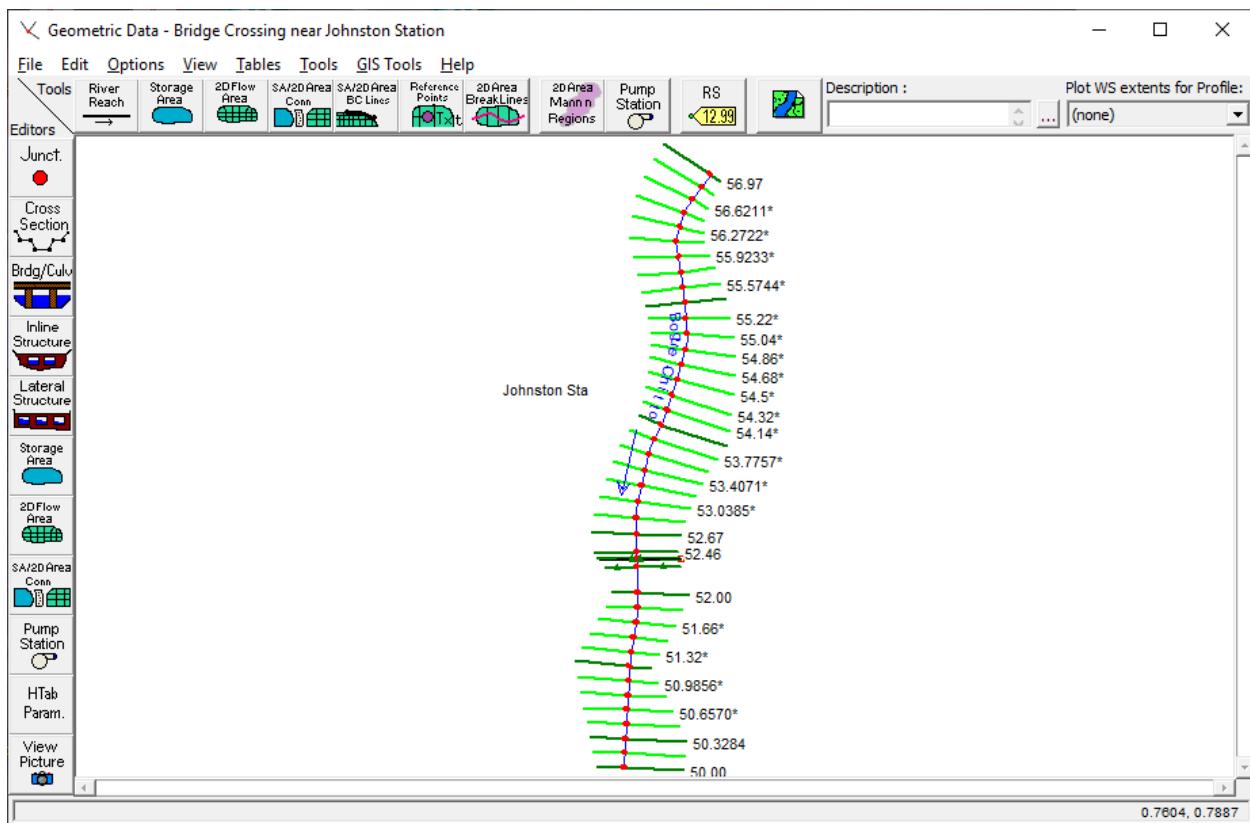 Geometric Data - Bridge Crossing near Johnston Station
File Edit Options View Tables Tools GIS Tools Help
Tools
Editors
River
Reach
Storage
Area
2D Flow
Area
SA/2D Area
Conn
SA/2D Area
BC Lines
Reference
Points
2D Area
BreakLines
2D Area
Mann n
Regions
Pump
Station
RS
12.99
Description :
...
Plot WS extents for Profile:
(none)
Junct.
Cross
Section
Brdg/Culv
Inline
Structure
Lateral
Structure
Storage
Area
2D Flow
Area
SA/2D Area
Conn
Pump
Station
HTab
Param.
View
Picture
56.97
56.6211*
56.2722*
55.9233*
55.5744*
55.22*
55.04*
54.86*
54.68*
54.5*
54.32*
54.14*
53.7757*
53.4071*
53.0385*
52.67
52.46
52.00
51.66*
51.32*
50.9856*
50.6570*
50.3284
50.00
Bogue Chitto
Johnston Sta
0.7604, 0.7887